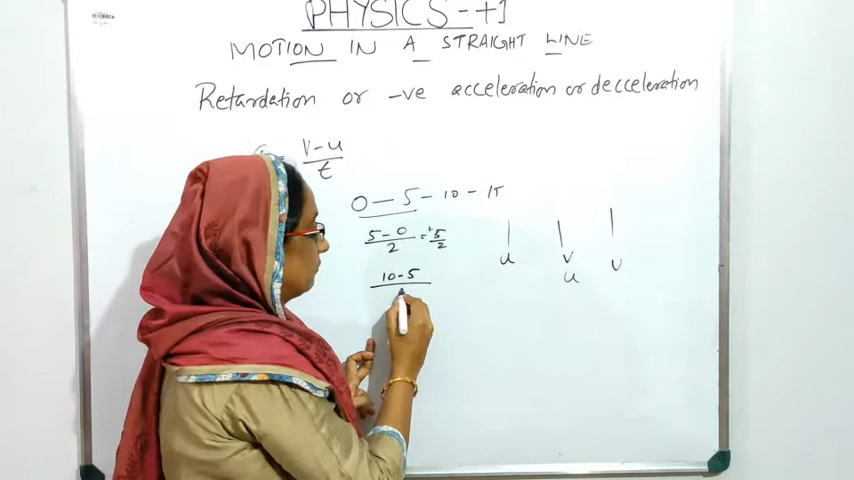 PHYSICS-+1
MOTION IN A STRAIGHT LINE
Retardation or -ve acceleration or decceleration
v-u
t
0 - 5 - 10 - 15
5 - 0
2
= +5
2
10-5
u v v
u